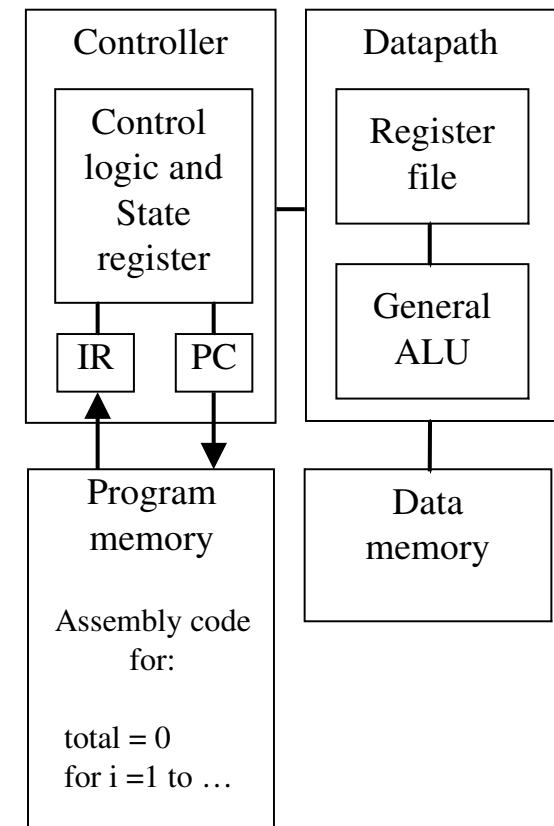 Controller
Control
logic and
State
register
IR
PC
Datapath
Register
file
General
ALU
Program
memory
Assembly code
for:
total = 0
for i =1 to …
Data
memory